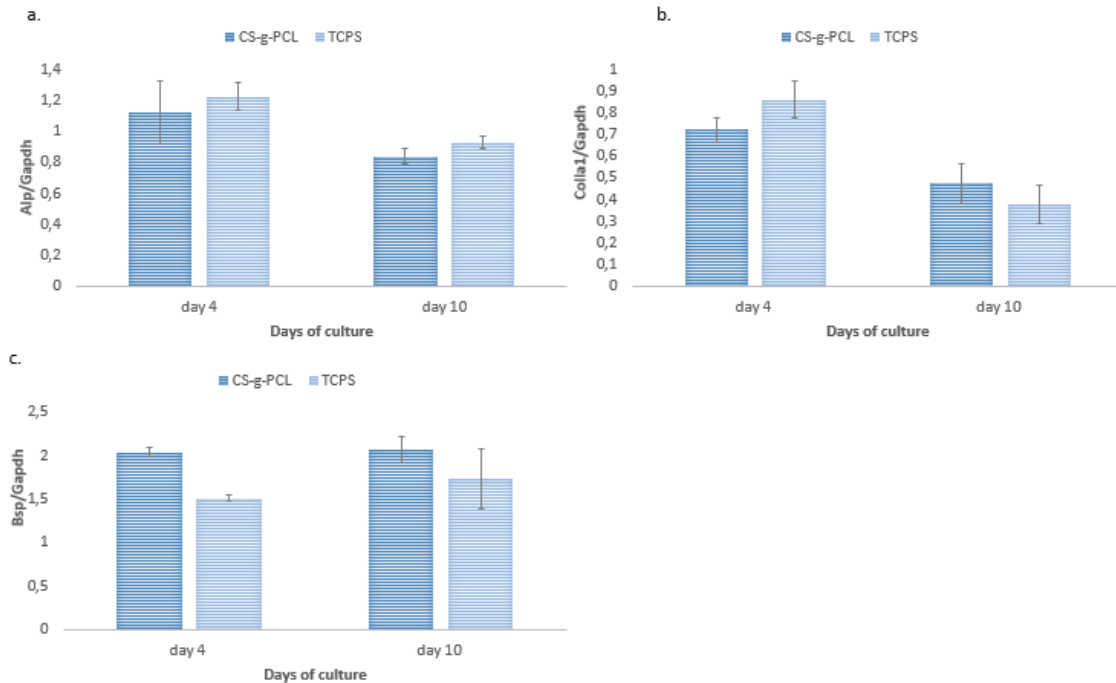 a.
CS-g-PCL TCPS
1,4
1,2
1
0,8
0,6
0,4
0,2
0
Alp/Gapdh
day 4 day 10
Days of culture
b.
CS-g-PCL TCPS
1
0,9
0,8
0,7
0,6
0,5
0,4
0,3
0,2
0,1
0
ColIa1/Gapdh
day 4 day 10
Days of culture
c.
CS-g-PCL TCPS
2,5
2
1,5
1
0,5
0
Bsp/Gapdh
day 4 day 10
Days of culture